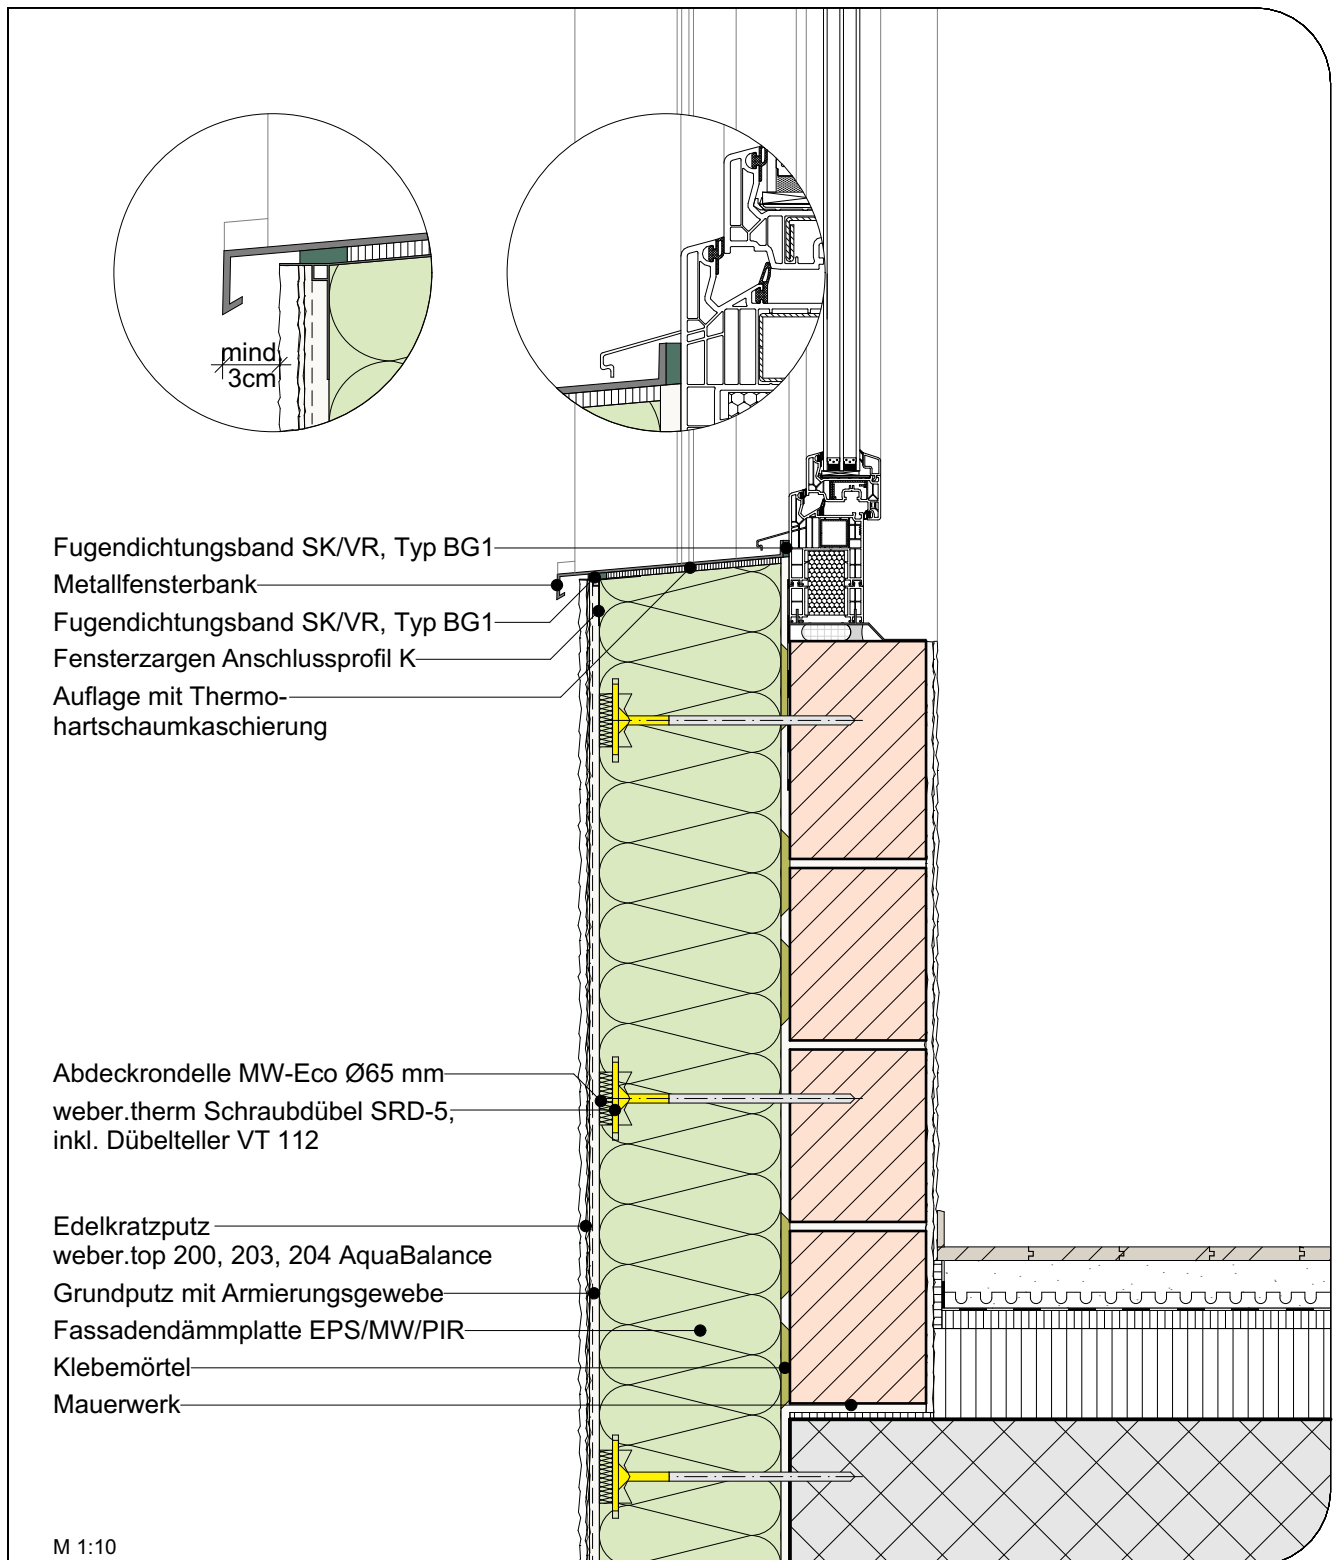 mind
3cm
Fugendichtungsband SK/VR, Typ BG1
Metallfensterbank
Fugendichtungsband SK/VR, Typ BG1
Fensterzargen Anschlussprofil K
Auflage mit Thermo-
hartschaumkaschierung
Abdeckrondelle MW-Eco Ø65 mm
weber.therm Schraubdübel SRD-5,
inkl. Dübelteller VT 112
Edelkratzputz
weber.top 200, 203, 204 AquaBalance
Grundputz mit Armierungsgewebe
Fassadendämmplatte EPS/MW/PIR
Klebemörtel
Mauerwerk
M 1:10